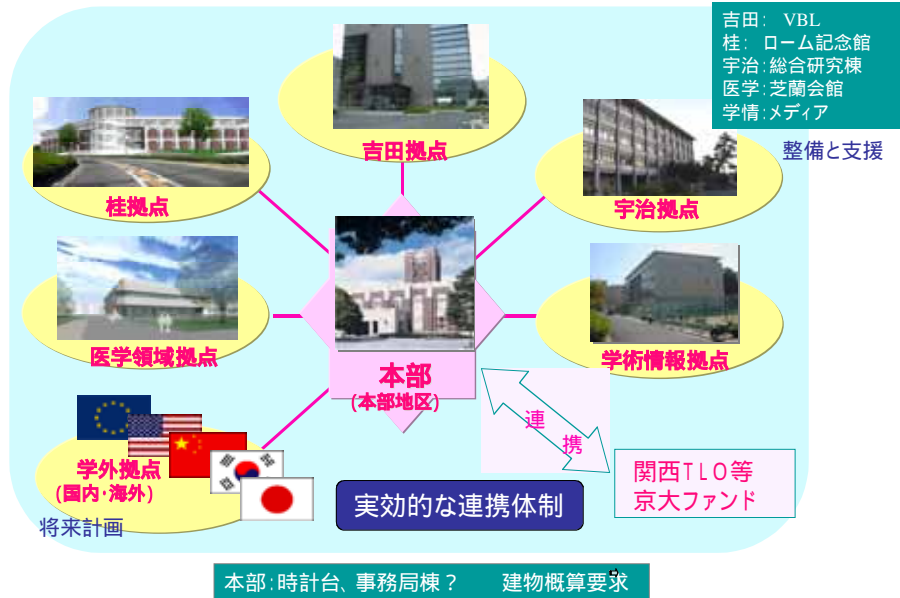 吉田： VBL
桂： ローム記念館
宇治：総合研究棟
医学：芝蘭会館
学情：メディア
整備と支援
吉田拠点
桂拠点
宇治拠点
医学領域拠点
学術情報拠点
本部
(本部地区)
連
携
学外拠点
(国内･海外)
将来計画
関西TLO等
京大ファンド
実効的な連携体制
本部：時計台、事務局棟？ 建物概算要求